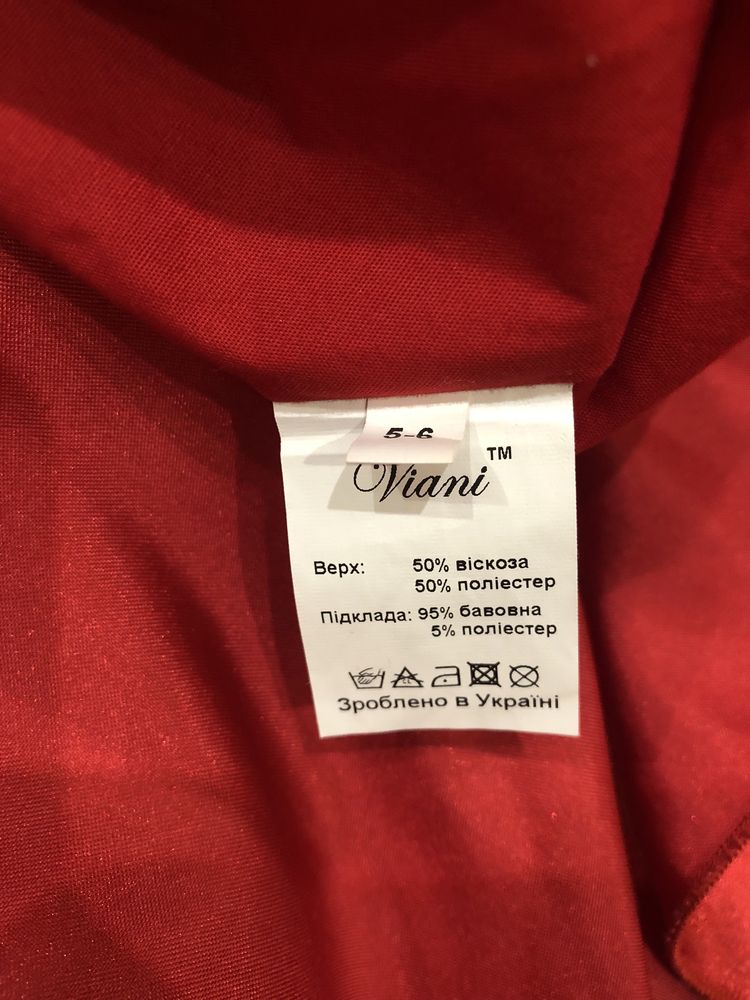 5-6
Viani™
Верх: 50% віскоза
50% поліестер
Підклада: 95% бавовна
5% поліестер
Зроблено в Україні